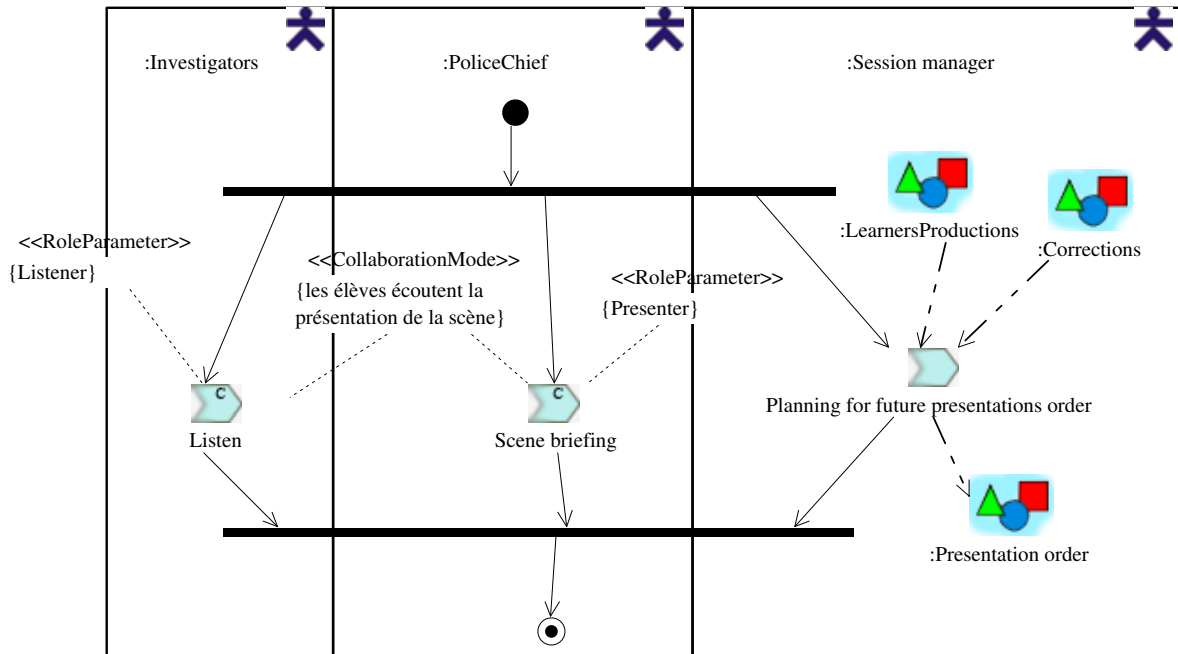 :Investigators
:PoliceChief
:Session manager
<<RoleParameter>>
{Listener}
<<CollaborationMode>>
{les élèves écoutent la
présentation de la scène}
<<RoleParameter>>
{Presenter}
:LearnersProductions
:Corrections
C
Listen
C
Scene briefing
Planning for future presentations order
:Presentation order